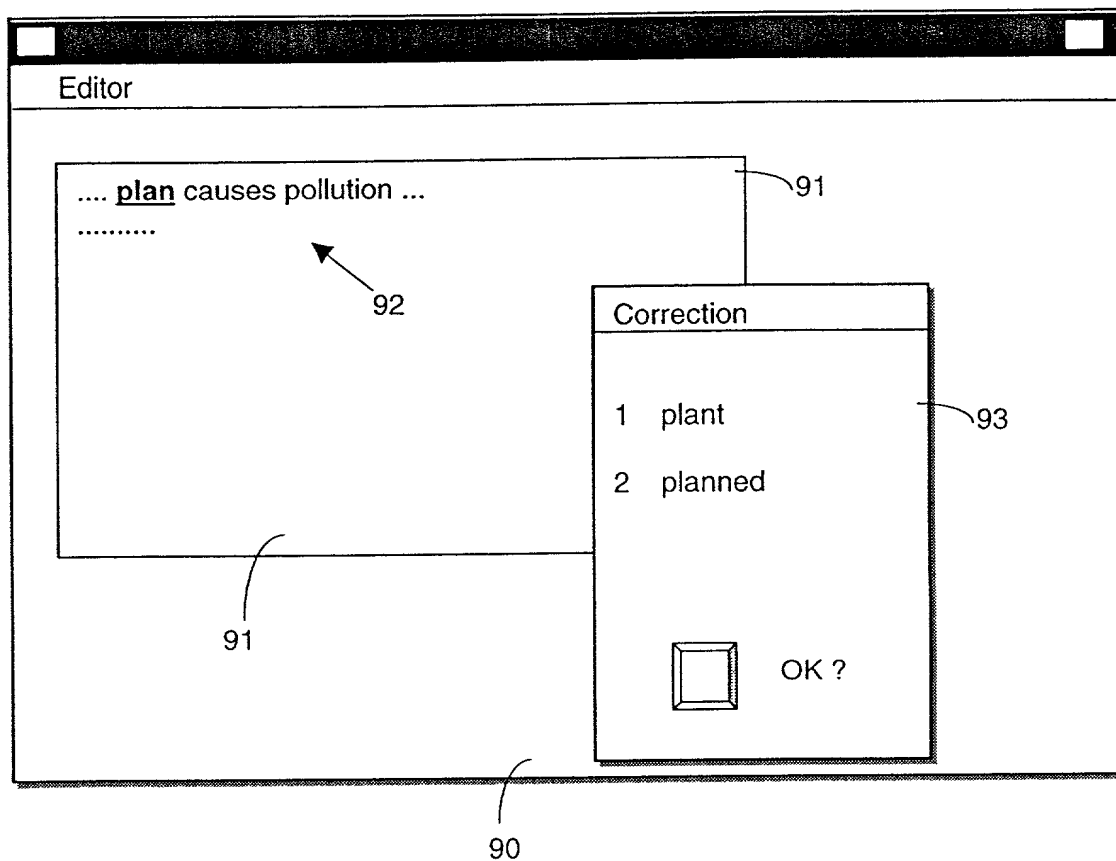 Editor
.... plan causes pollution ...
..........
91
92
Correction
1 plant
93
2 planned
91
OK ?
90